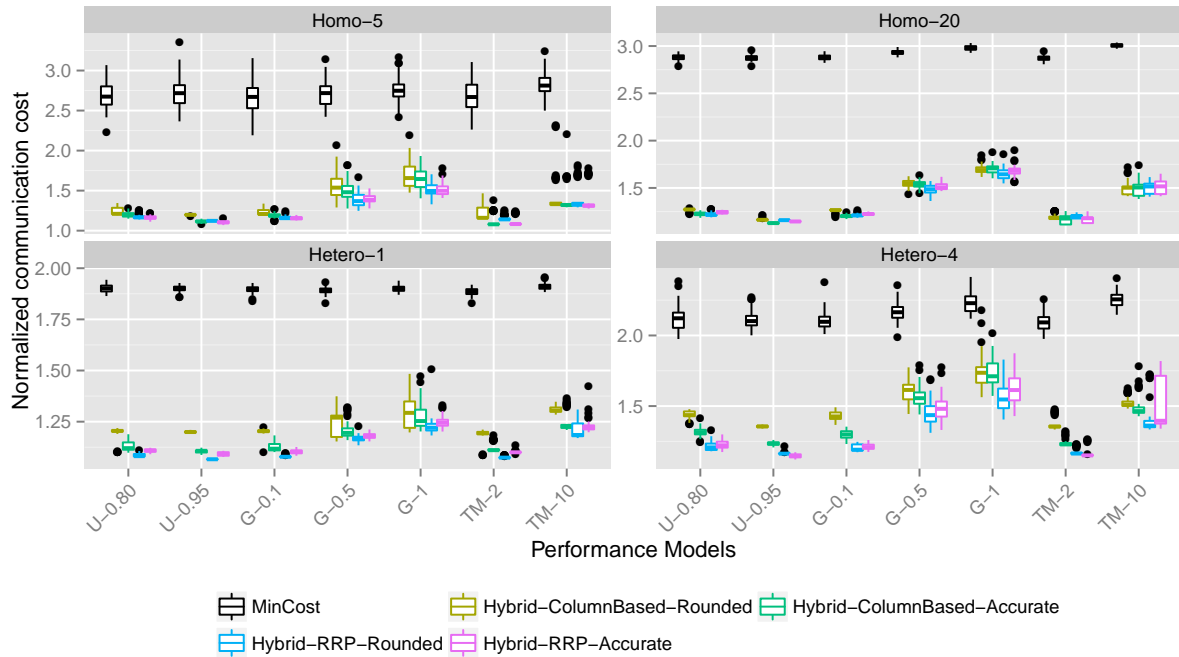 Homo−5
Homo−20
3.0
2.5
2.0
1.5
1.0
3.0
2.5
2.0
1.5
Hetero−1
Hetero−4
2.00
1.75
1.50
1.25
2.0
1.5
Normalized communication cost
U−0.80
U−0.95
G−0.1
G−0.5
G−1
TM−2
TM−10
U−0.80
U−0.95
G−0.1
G−0.5
G−1
TM−2
TM−10
Performance Models
MinCost
Hybrid−ColumnBased−Rounded
Hybrid−ColumnBased−Accurate
Hybrid−RRP−Rounded
Hybrid−RRP−Accurate